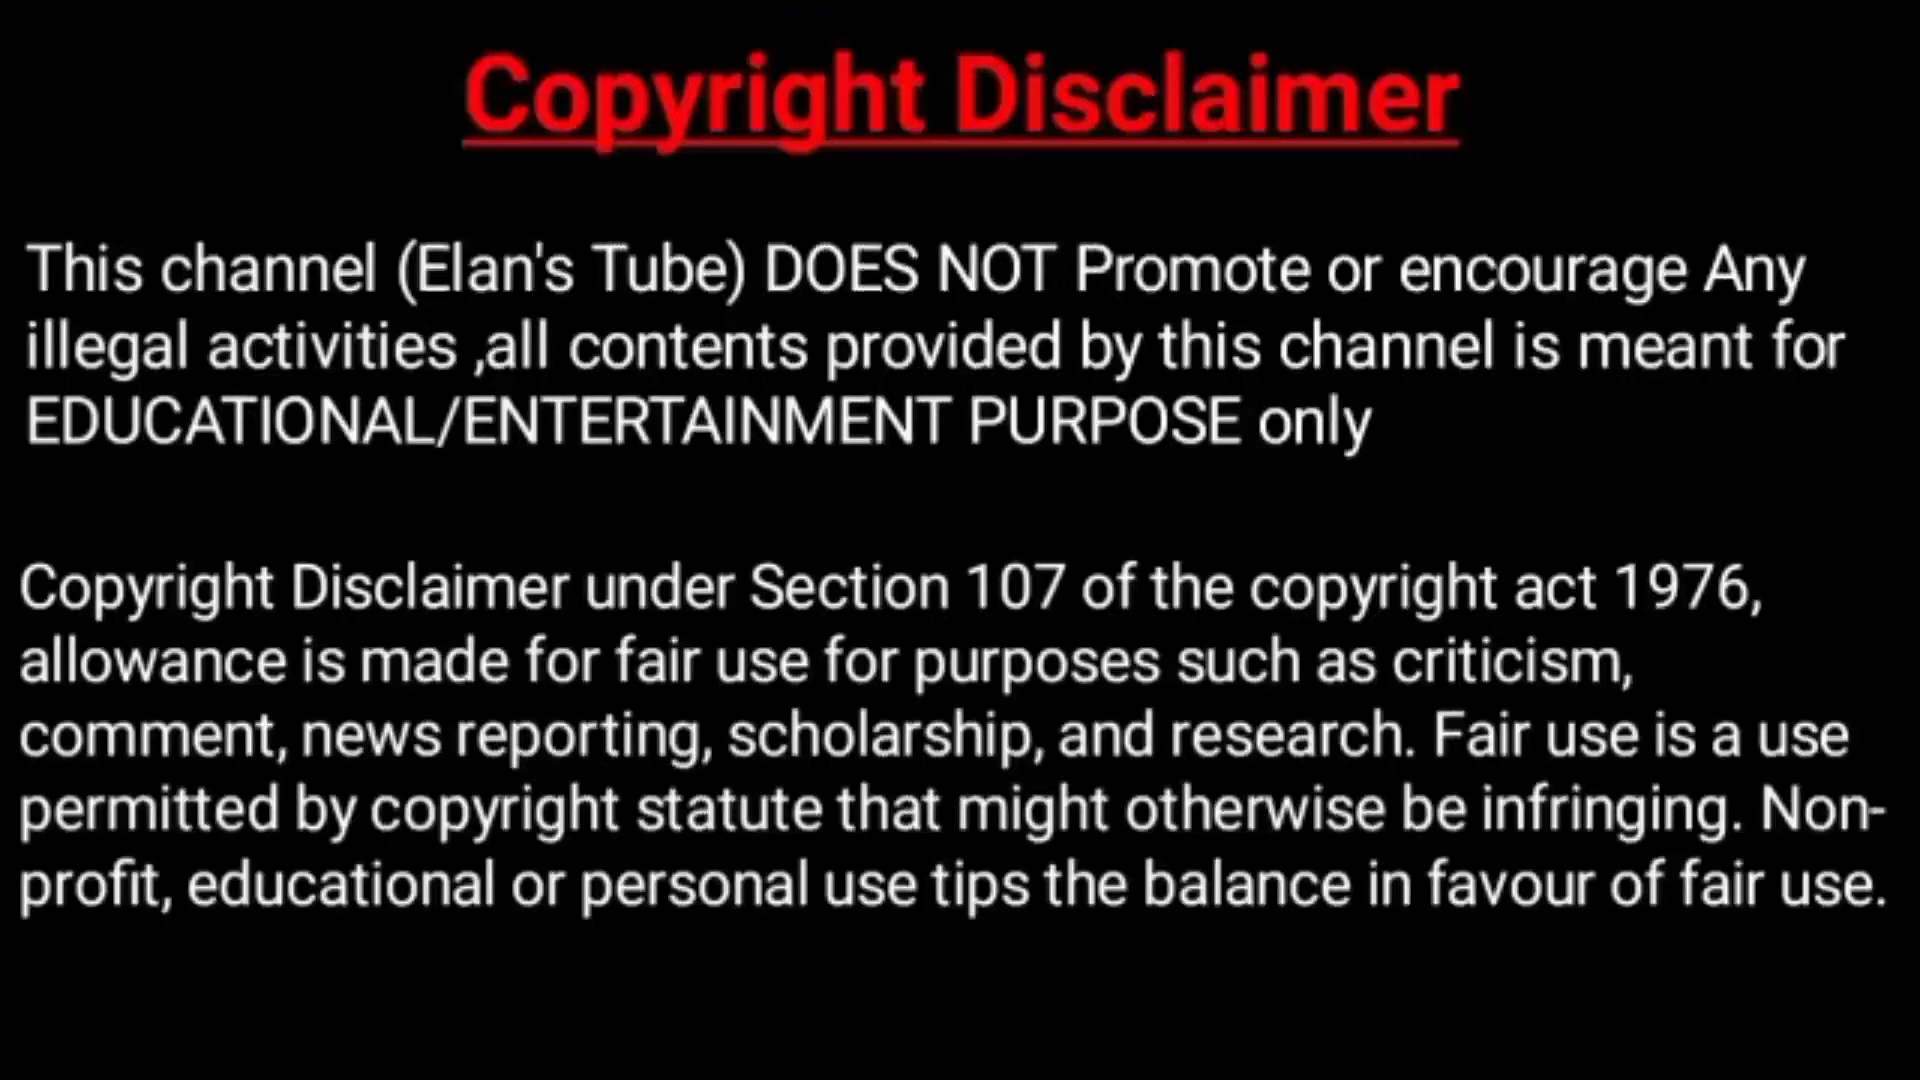 Copyright Disclaimer
This channel (Elan's Tube) DOES NOT Promote or encourage Any
illegal activities ,all contents provided by this channel is meant for
EDUCATIONAL/ENTERTAINMENT PURPOSE only
Copyright Disclaimer under Section 107 of the copyright act 1976,
allowance is made for fair use for purposes such as criticism,
comment, news reporting, scholarship, and research. Fair use is a use
permitted by copyright statute that might otherwise be infringing. Non-
profit, educational or personal use tips the balance in favour of fair use.